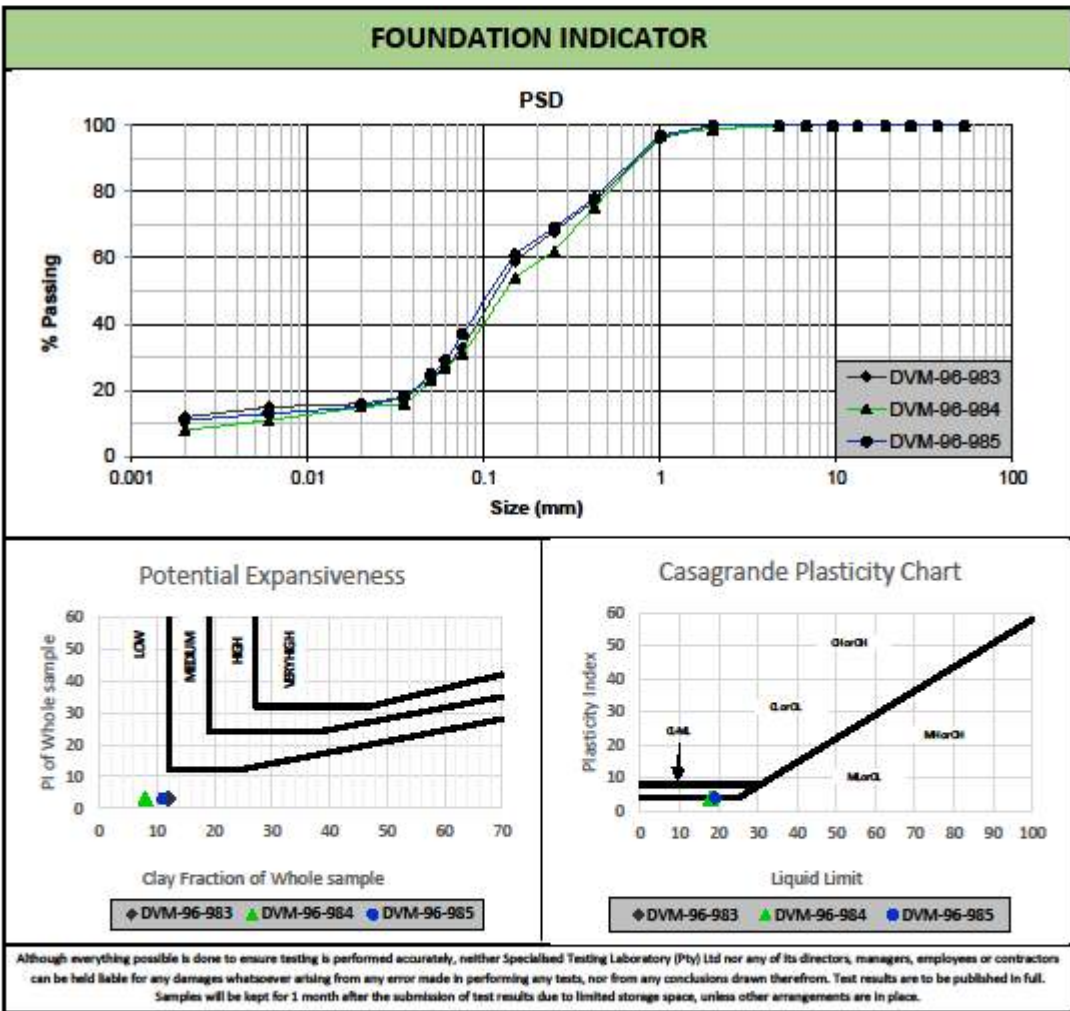 FOUNDATION INDICATOR
PSD
100
80
60
40
20
0
% Passing
0.001 0.01 0.1 1 10 100
Size (mm)
DVM-96-983
DVM-96-984
DVM-96-985
Potential Expansiveness
60
50
40
30
20
10
0
PI of Whole sample
LOW
MEDIUM
HIGH
VERYHIGH
0 10 20 30 40 50 60 70
Clay Fraction of Whole sample
DVM-96-983 DVM-96-984 DVM-96-985
Casagrande Plasticity Chart
60
50
40
30
20
10
0
Plasticity Index
0 10 20 30 40 50 60 70 80 90 100
Liquid Limit
DVM-96-983 DVM-96-984 DVM-96-985
Although everything possible is done to ensure testing is performed accurately, neither Specialised Testing Laboratory (Pty) Ltd nor any of its directors, managers, employees or contractors
can be held liable for any damages whatsoever arising from any error made in performing any tests, nor from any conclusions drawn therefrom. Test results are to be published in full.
Samples will be kept for 1 month after the submission of test results due to limited storage space, unless other arrangements are in place.